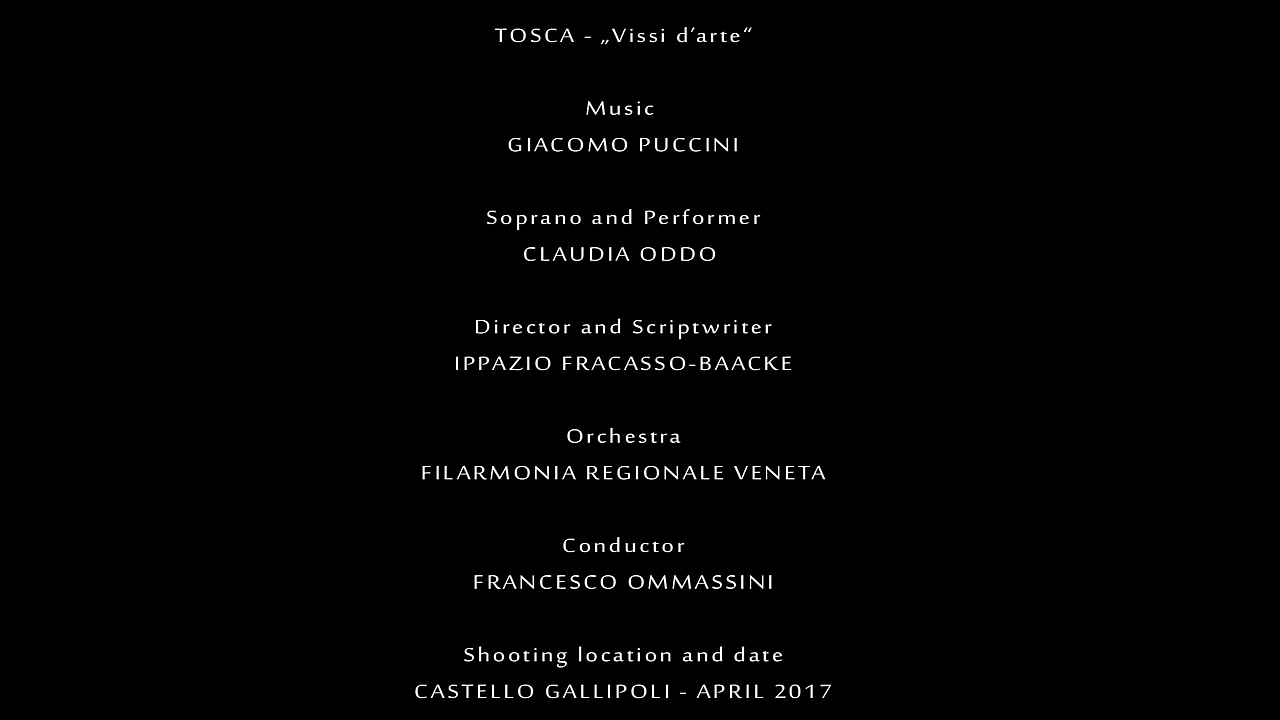 TOSCA - „Vissi d’arte“
Music
GIACOMO PUCCINI
Soprano and Performer
CLAUDIA ODDO
Director and Scriptwriter
IPPAZIO FRACASSO-BAACKE
Orchestra
FILARMONIA REGIONALE VENETA
Conductor
FRANCESCO OMMASSINI
Shooting location and date
CASTELLO GALLIPOLI - APRIL 2017